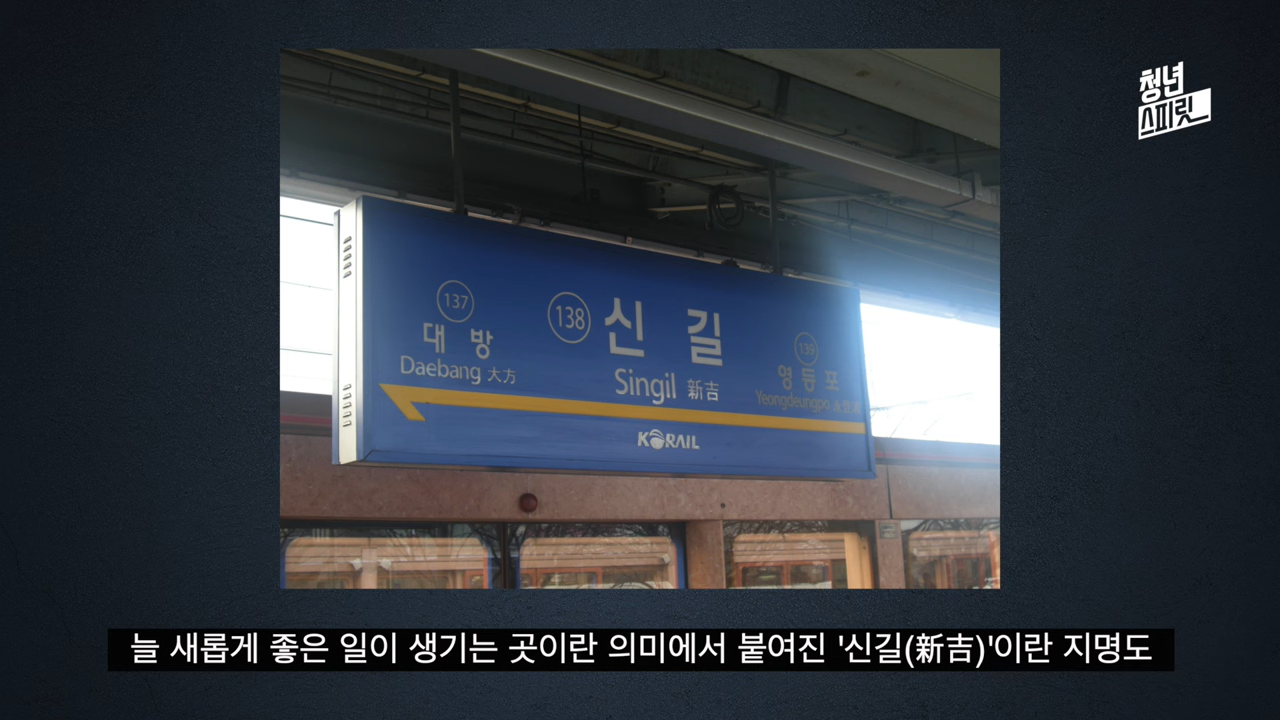 청년
스피릿
137
대방
Daebang 大方
138 신길
Singil 新吉
139
영등포
Yeongdeungpo
KORAIL
늘 새롭게 좋은 일이 생기는 곳이란 의미에서 붙여진 '신길(新吉)'이란 지명도